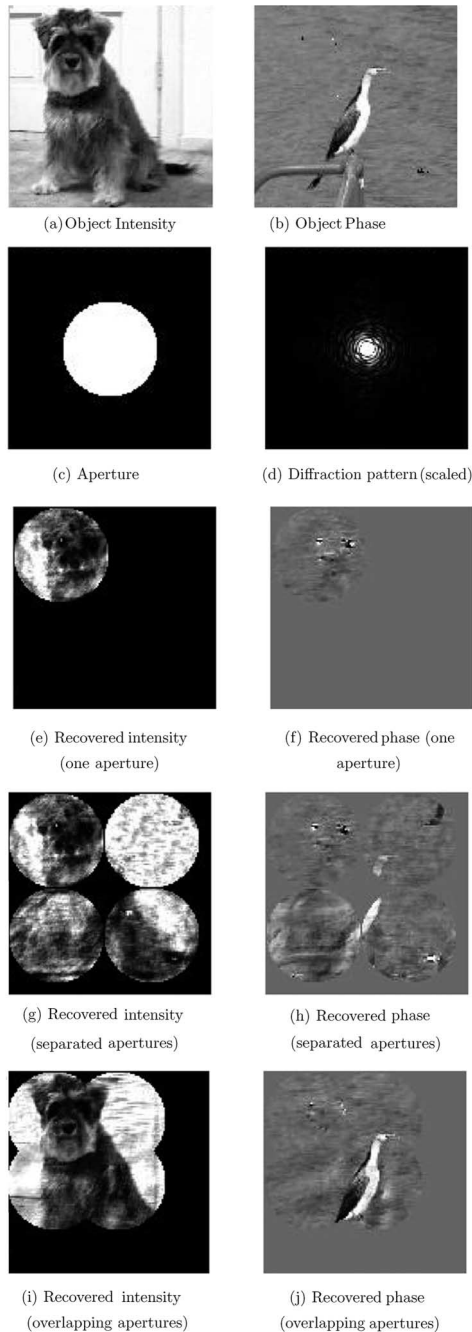 (a)Object Intensity
(b) Object Phase
(c) Aperture
(d) Diffraction pattern (scaled)
(e) Recovered intensity
(one aperture)
(f) Recovered phase (one
aperture)
(g) Recovered intensity
(separated apertures)
(h) Recovered phase
(separated apertures)
(i) Recovered intensity
(overlapping apertures)
(j) Recovered phase
(overlapping apertures)